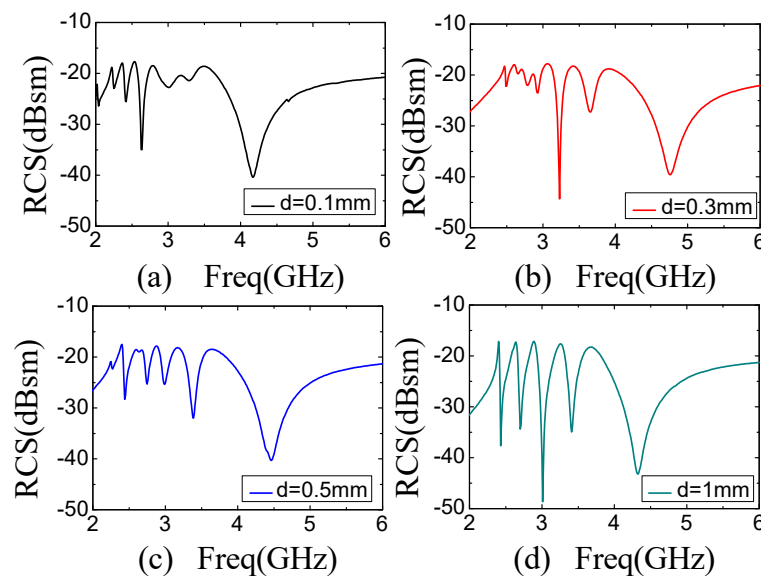 -10
-20
-30
-40
-50
RCS(dBsm)
d=0.1mm
2 3 4 5 6
(a) Freq(GHz)
-10
-20
-30
-40
-50
RCS(dBsm)
d=0.3mm
2 3 4 5 6
(b) Freq(GHz)
-10
-20
-30
-40
-50
RCS(dBsm)
d=0.5mm
2 3 4 5 6
(c) Freq(GHz)
-10
-20
-30
-40
-50
RCS(dBsm)
d=1mm
2 3 4 5 6
(d) Freq(GHz)